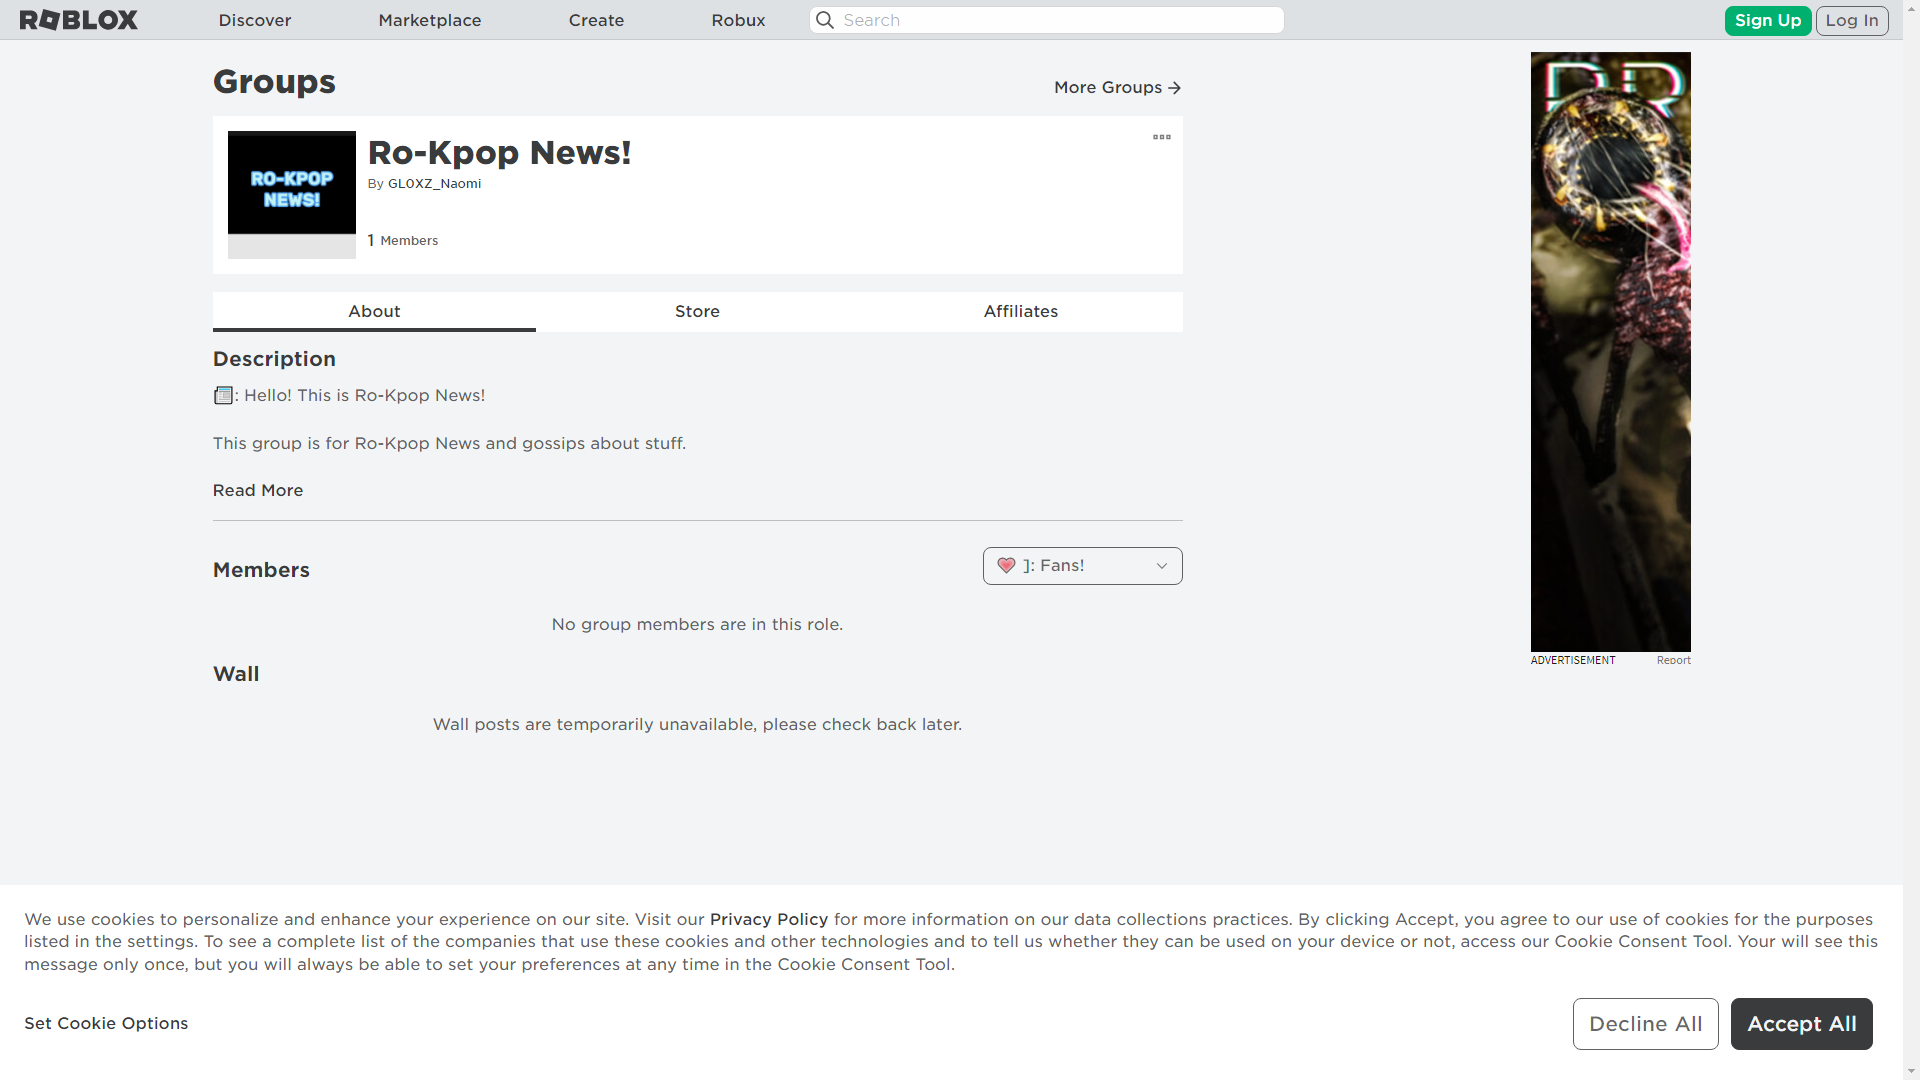 ROBLOX
Discover
Marketplace
Create
Robux
Search
Sign Up
Log In
Groups
More Groups →
RO-KPOP
NEWS!
Ro-Kpop News!
By GL0XZ_Naomi
1 Members
About
Store
Affiliates
Description
📰: Hello! This is Ro-Kpop News!
This group is for Ro-Kpop News and gossips about stuff.
Read More
Members
💗 ]: Fans!
No group members are in this role.
Wall
Wall posts are temporarily unavailable, please check back later.
ADVERTISEMENT
Report
We use cookies to personalize and enhance your experience on our site. Visit our Privacy Policy for more information on our data collections practices. By clicking Accept, you agree to our use of cookies for the purposes
listed in the settings. To see a complete list of the companies that use these cookies and other technologies and to tell us whether they can be used on your device or not, access our Cookie Consent Tool. Your will see this
message only once, but you will always be able to set your preferences at any time in the Cookie Consent Tool.
Set Cookie Options
Decline All
Accept All